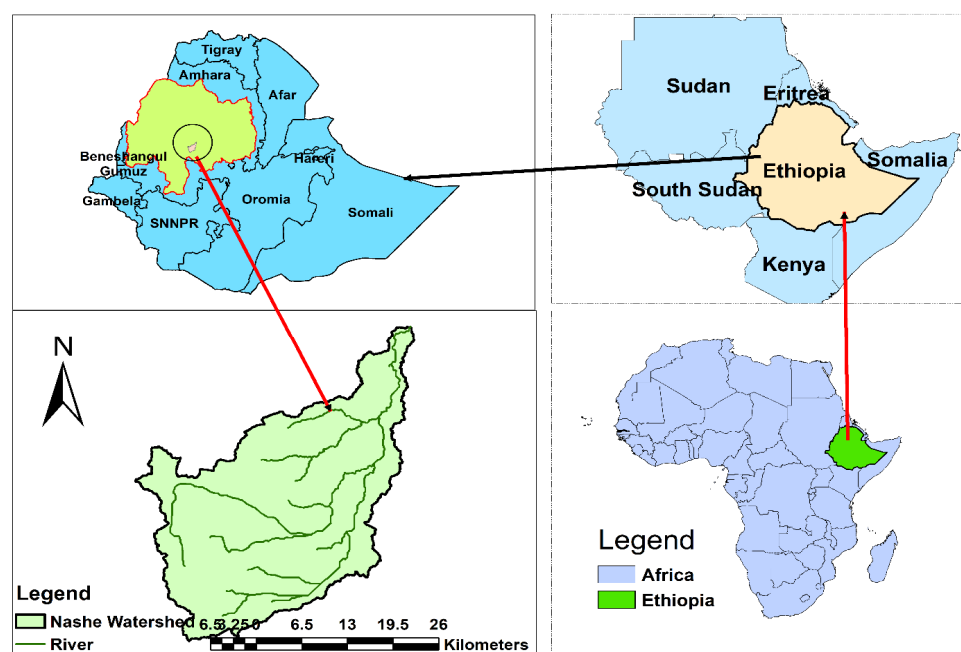 Tigray
Amhara
Afar
Beneshangul
Gumuz
Hareri
Gambela
Oromia
SNNPR
Somali
Sudan
Eritrea
Ethiopia
Somalia
South Sudan
Kenya
N
Legend
Nashe Watershed
River
6.5 3.25 0 6.5 13 19.5 26
Kilometers
Legend
Africa
Ethiopia